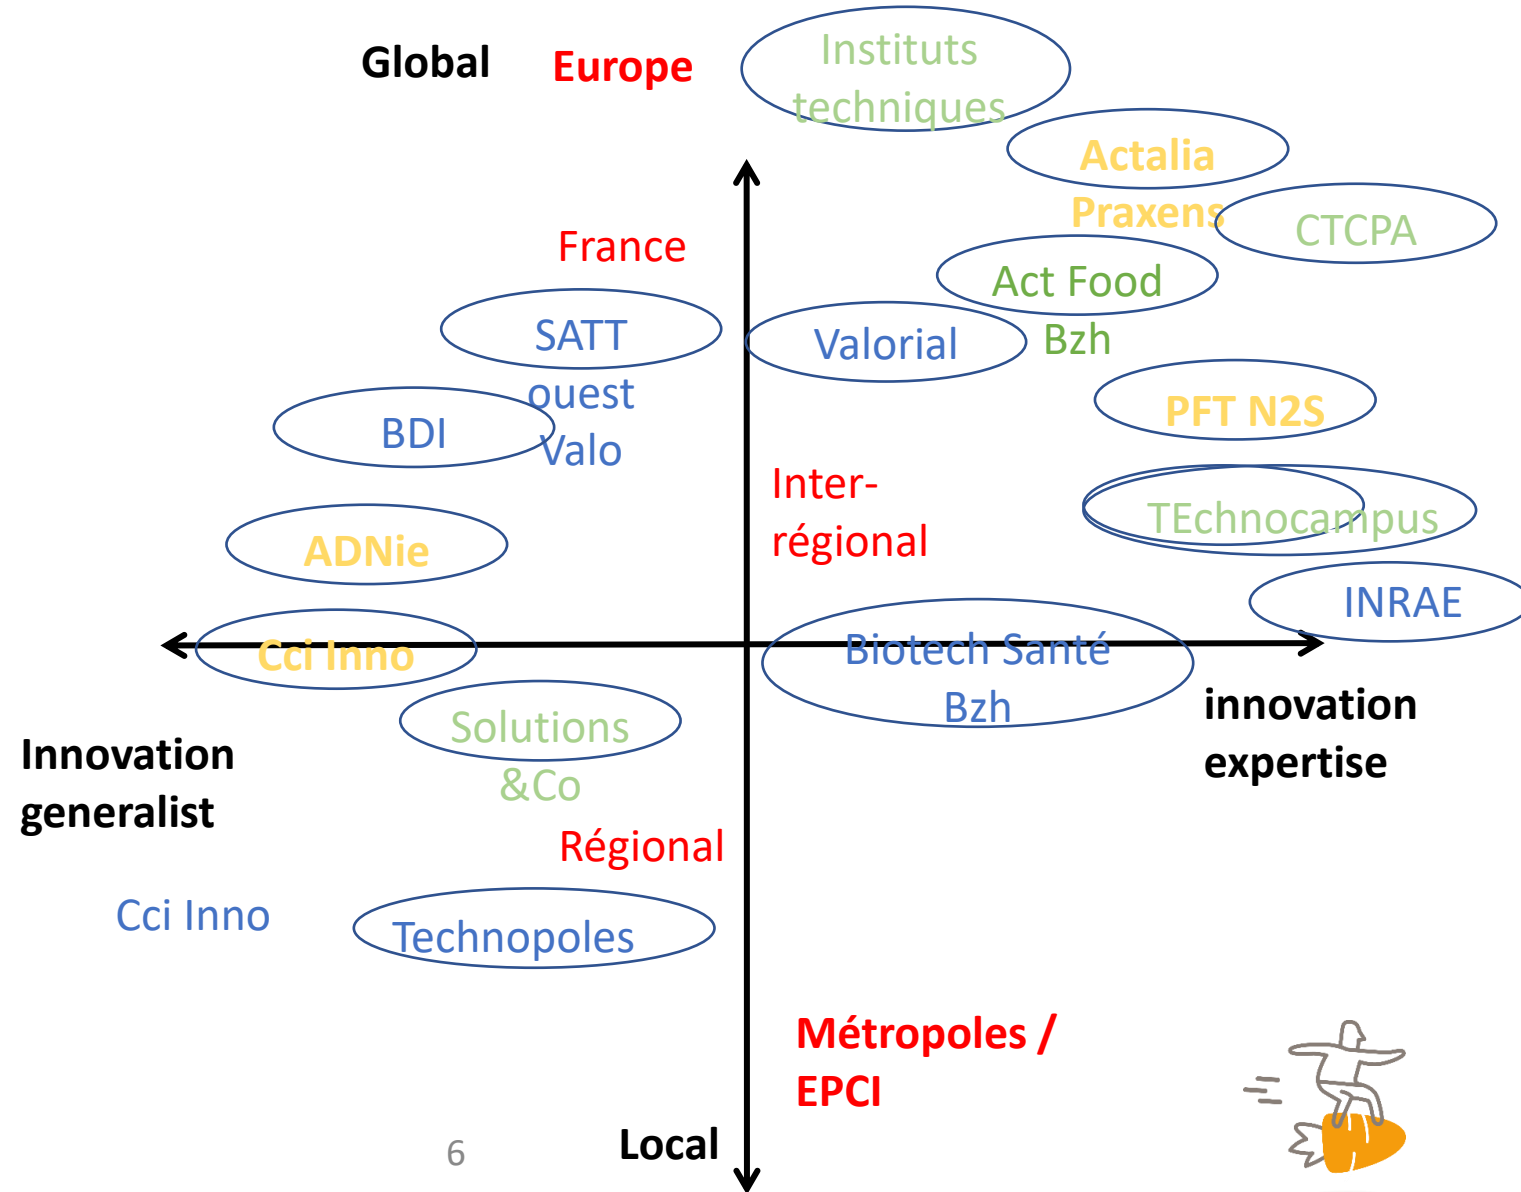 Global
Europe
Instituts
techniques
Actalia
Praxens
CTCPA
France
Act Food
Bzh
SATT
ouest
Valo
Valorial
BDI
PFT N2S
Inter-
régional
TEchnocampus
ADNie
INRAE
Cci Inno
Biotech Santé
Bzh
innovation
expertise
Solutions
&Co
Innovation
generalist
Régional
Cci Inno
Technopoles
Métropoles /
EPCI
Local
6